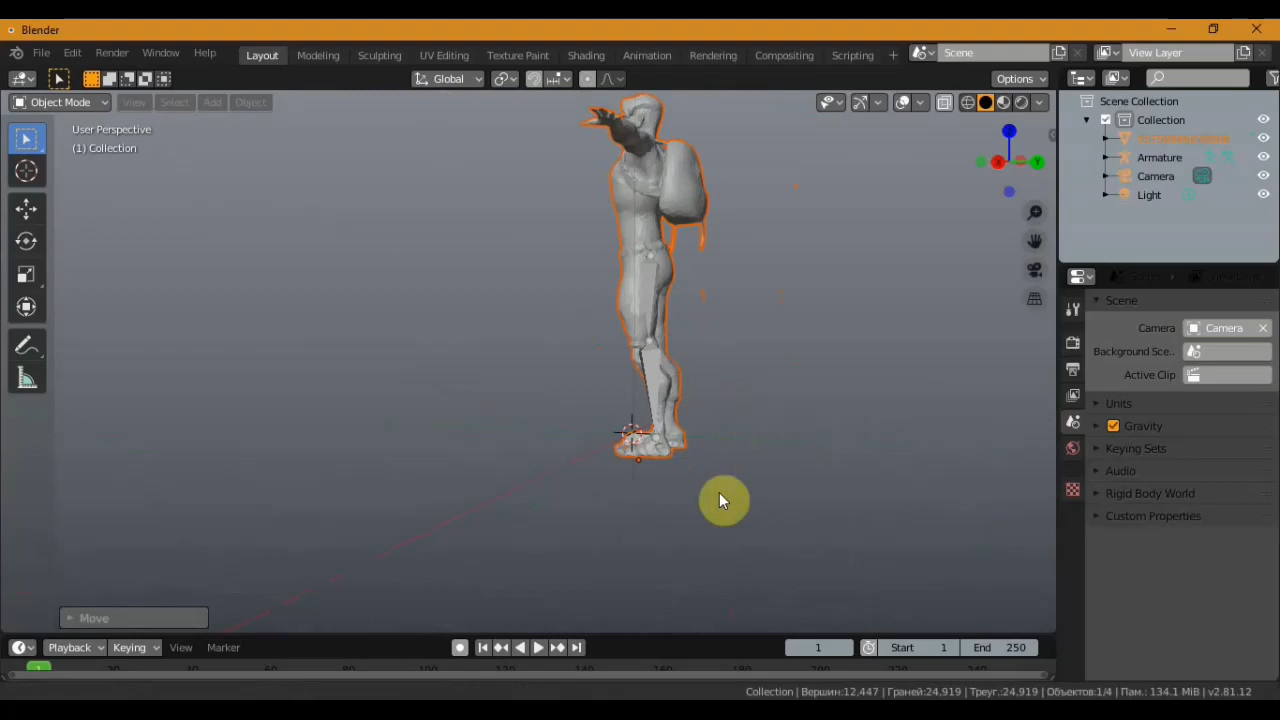 Blender
File Edit Render Window Help
Layout Modeling Sculpting UV Editing Texture Paint Shading Animation Rendering Compositing Scripting +
Scene
View Layer
Global
Options
Object Mode View Select Add Object
User Perspective
(1) Collection
X
Y
Move
Scene Collection
Collection
Armature
Camera
Light
Scene
Camera Camera
Background Sce..
Active Clip
Units
Gravity
Keying Sets
Audio
Rigid Body World
Custom Properties
Playback Keying View Marker
1 Start 1 End 250
1
Collection | Вершин:12,447 | Граней:24,919 | Треуг.:24,919 | Объектов:1/4 | Пам.: 134.1 MiB | v2.81.12